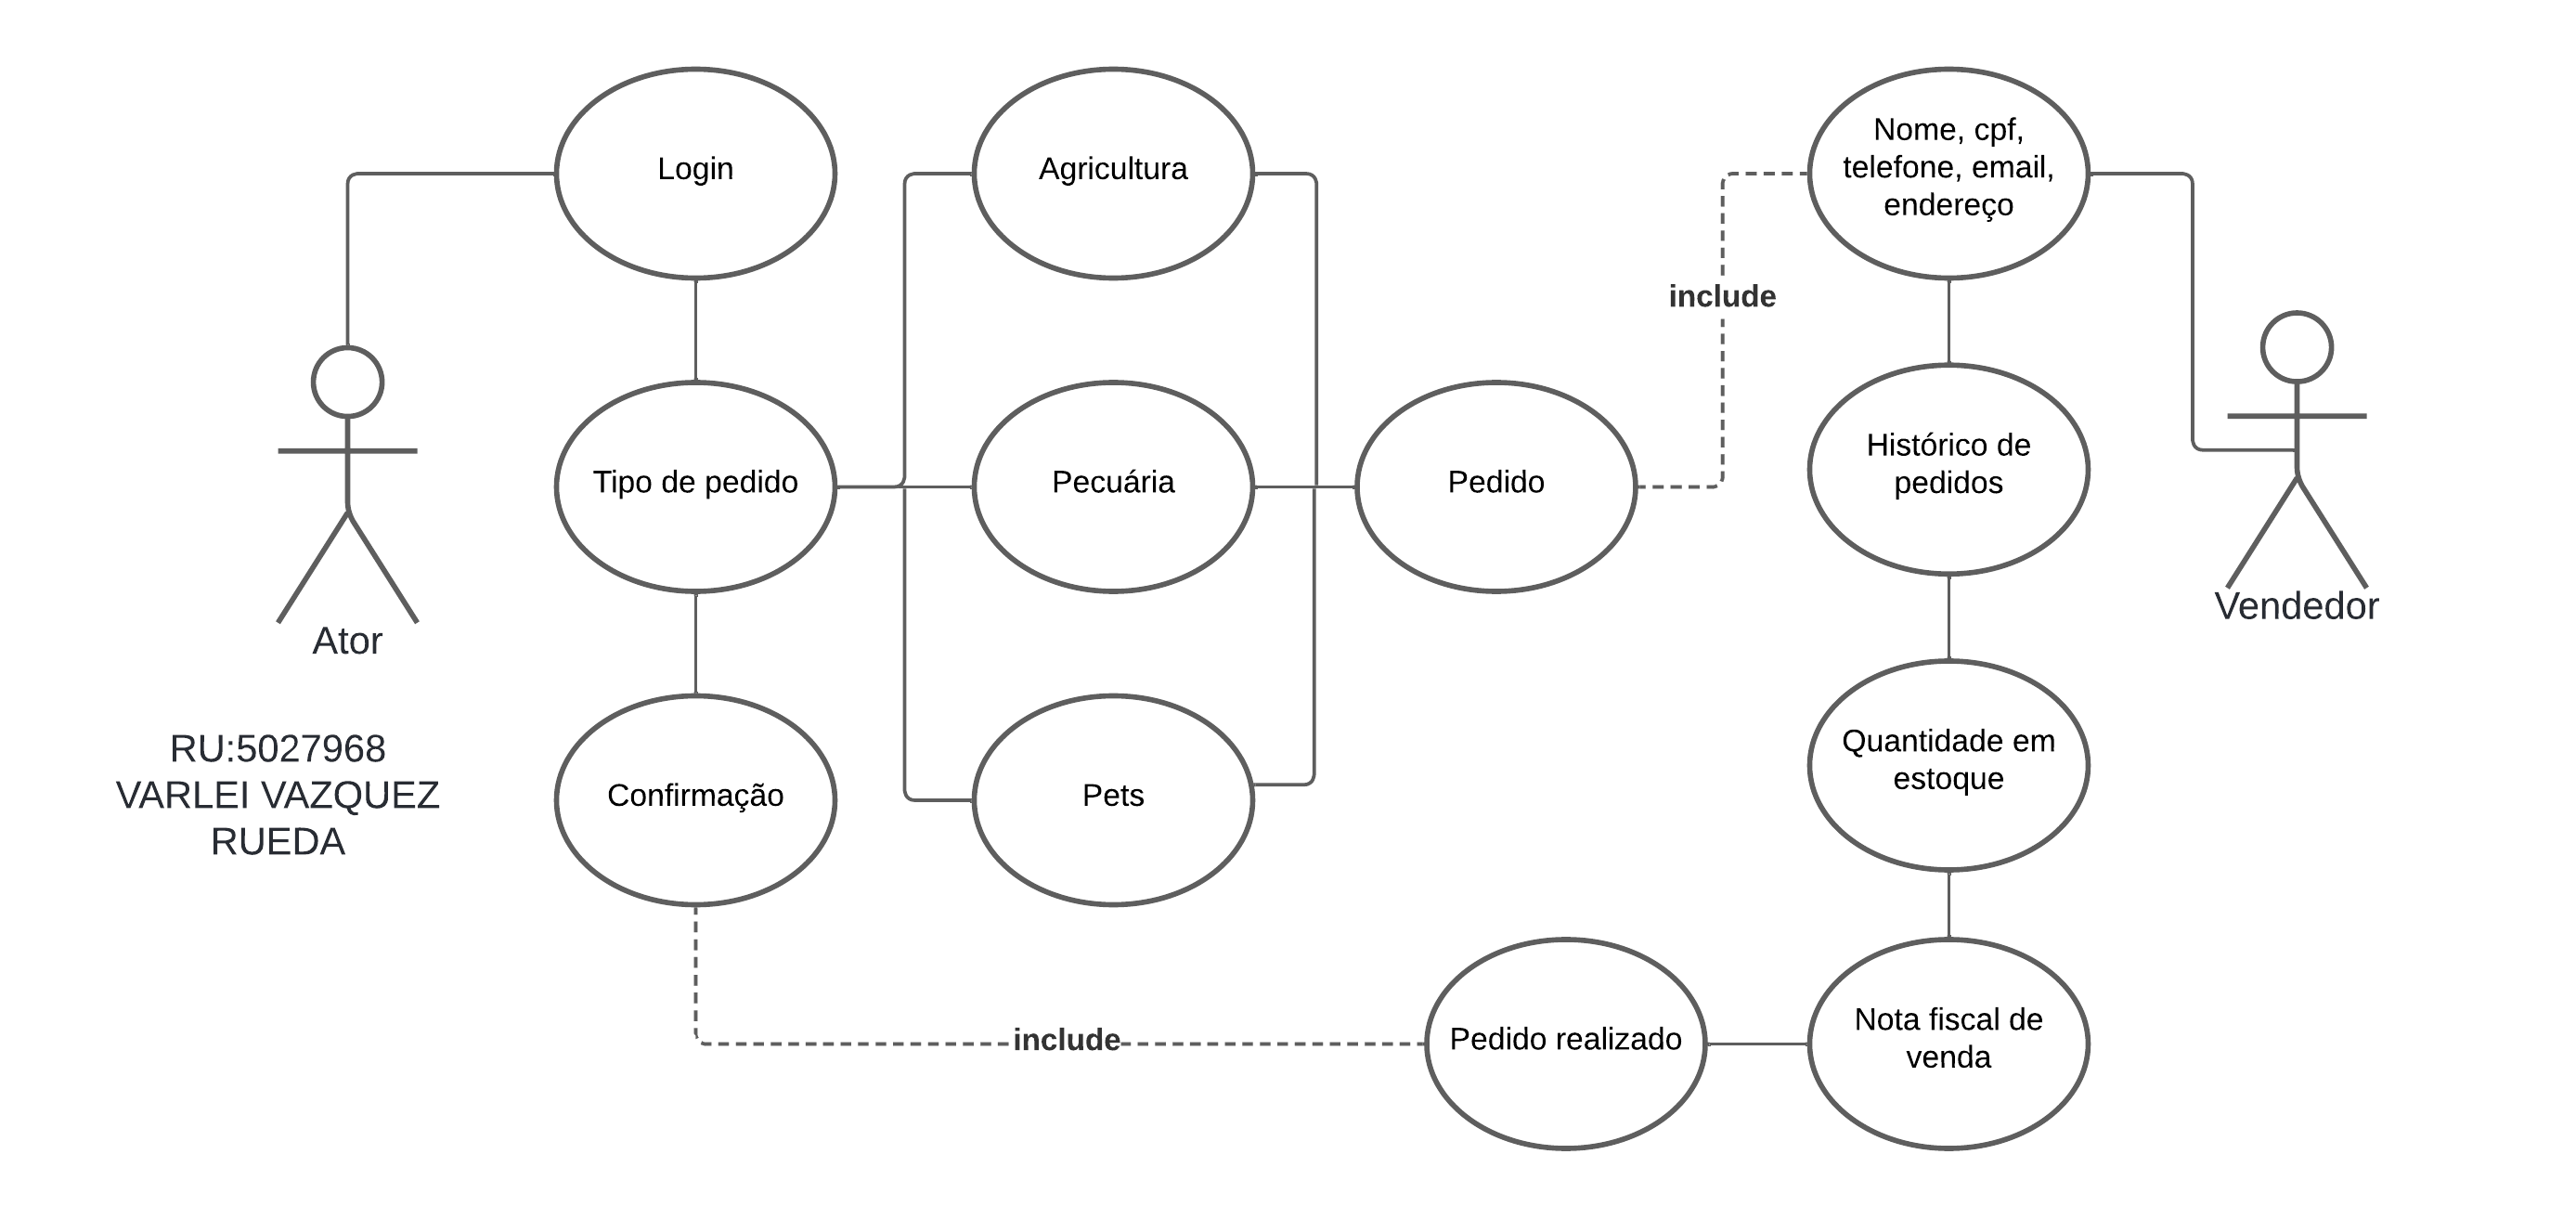 Login
Agricultura
Nome, cpf,
telefone, email,
endereço
include
Tipo de pedido
Pecuária
Pedido
Histórico de
pedidos
Vendedor
Ator
RU:5027968
VARLEI VAZQUEZ
RUEDA
Confirmação
Pets
Quantidade em
estoque
include
Pedido realizado
Nota fiscal de
venda